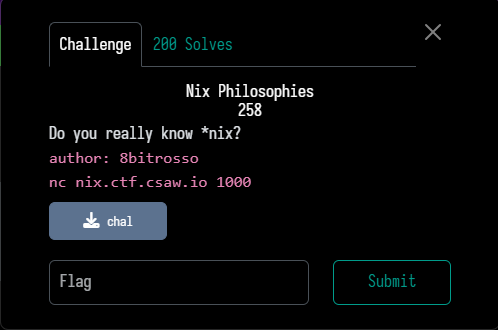 Challenge 200 Solves
Nix Philosophies
258
Do you really know *nix?
author: 8bitrosso
nc nix.ctf.csaw.io 1000
chal
Flag Submit